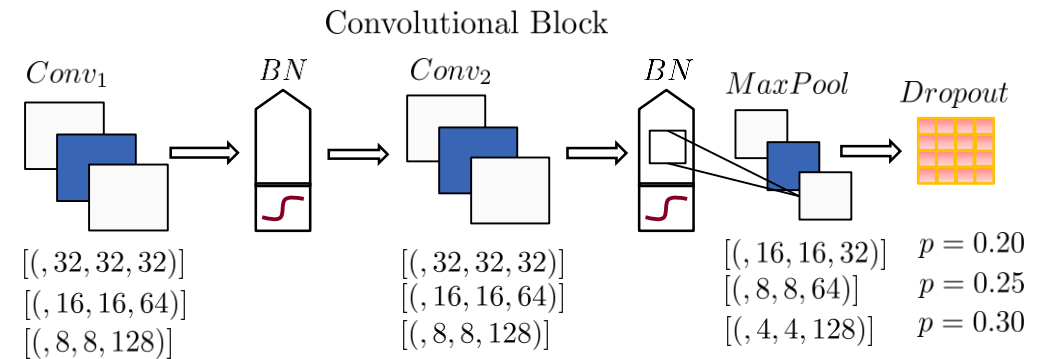 Convolutional Block
Conv₁
BN
Conv₂
BN
MaxPool
Dropout
[(, 32, 32, 32)]
[(, 16, 16, 64)]
[(, 8, 8, 128)]
[(, 32, 32, 32)]
[(, 16, 16, 64)]
[(, 8, 8, 128)]
[(, 16, 16, 32)]
[(, 8, 8, 64)]
[(, 4, 4, 128)]
p = 0.20
p = 0.25
p = 0.30